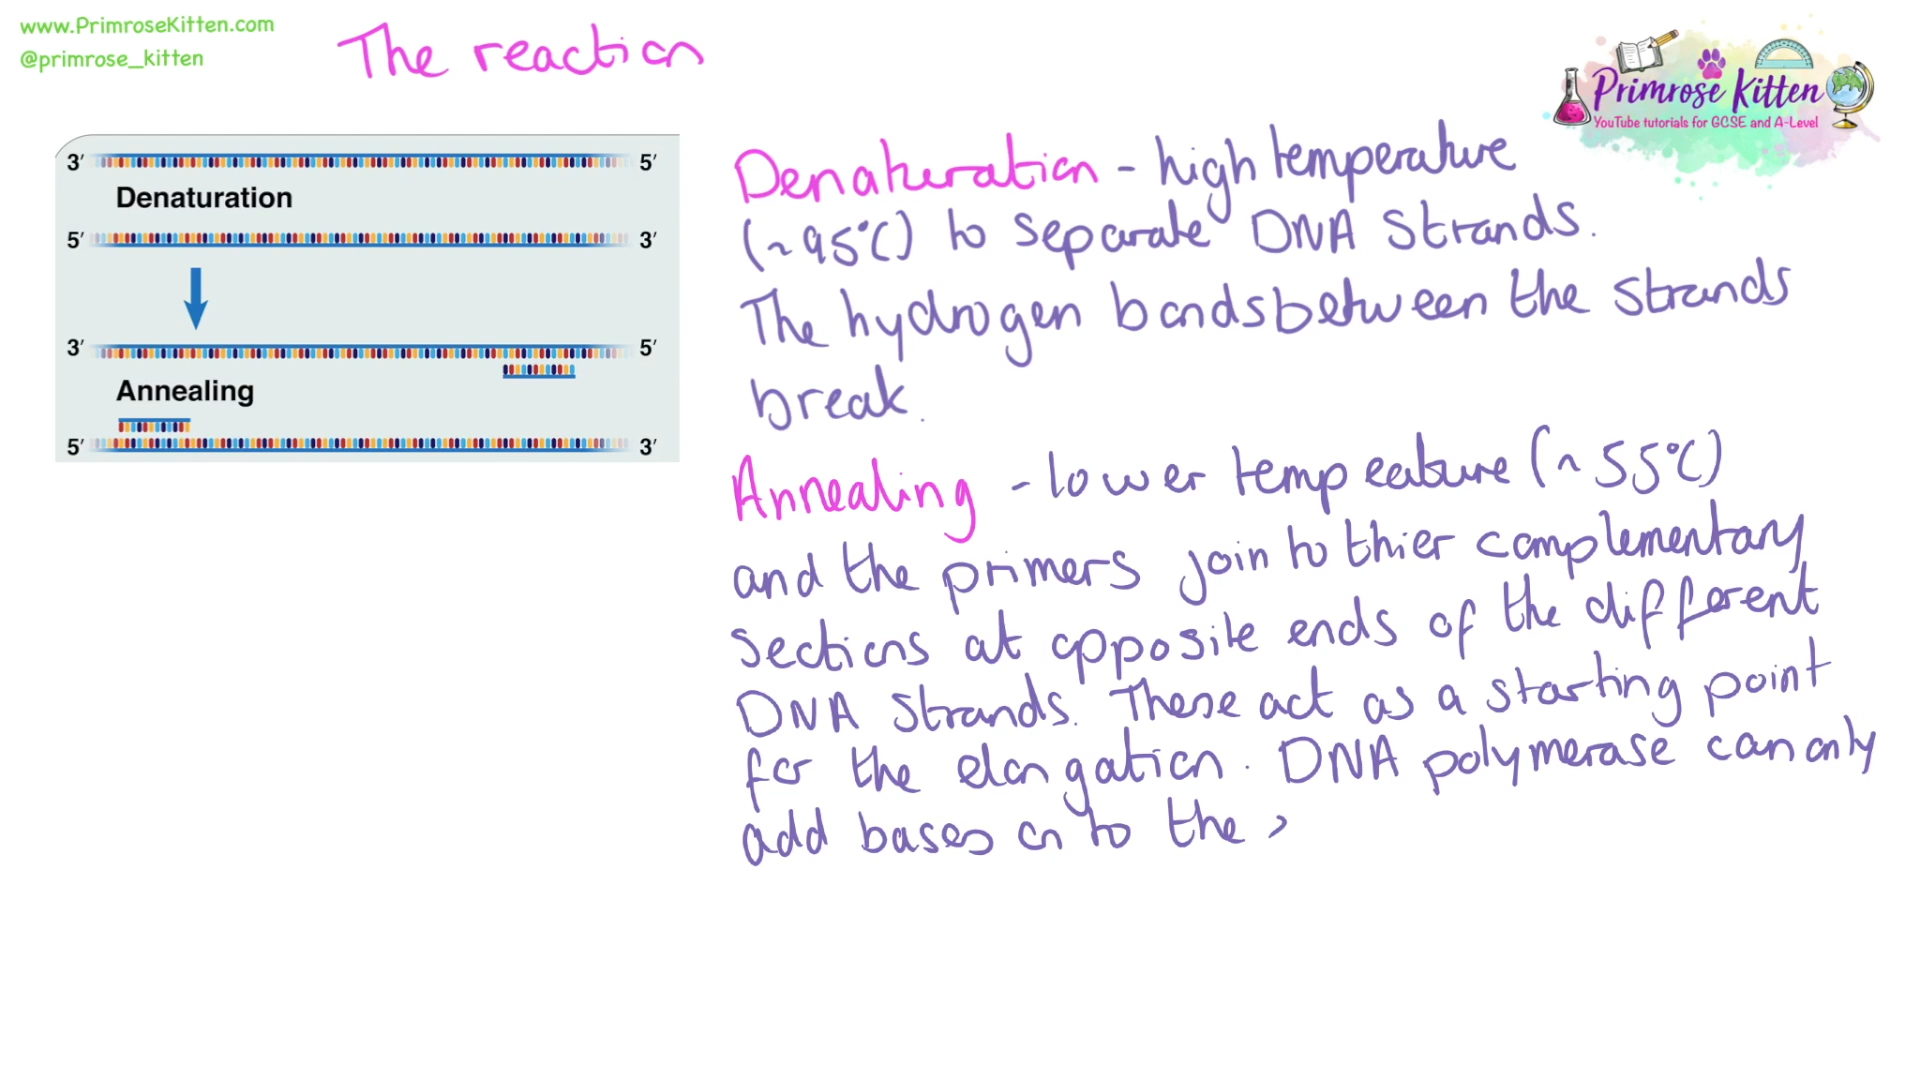 www.PrimroseKitten.com
@primrose_kitten
The reaction
Primrose Kitten
YouTube tutorials for GCSE and A-Level
3′ 5′
Denaturation
5′ 3′
3′ 5′
Annealing
5′ 3′
Denaturation - high temperature
(~95°C) to separate DNA strands.
The hydrogen bonds between the strands
break.
Annealing - lower tempeature (~55°C)
and the primers join to thier complementary
sections at opposite ends of the different
DNA strands. These act as a starting point
for the elongation. DNA polymerase can only
add bases on to the